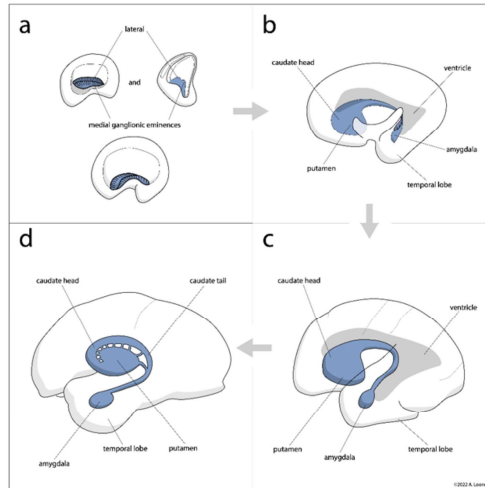 a
lateral
and
medial ganglionic eminences
b
caudate head
ventricle
putamen
amygdala
temporal lobe
d
caudate head
caudate tail
amygdala
temporal lobe
putamen
c
caudate head
ventricle
putamen
amygdala
temporal lobe